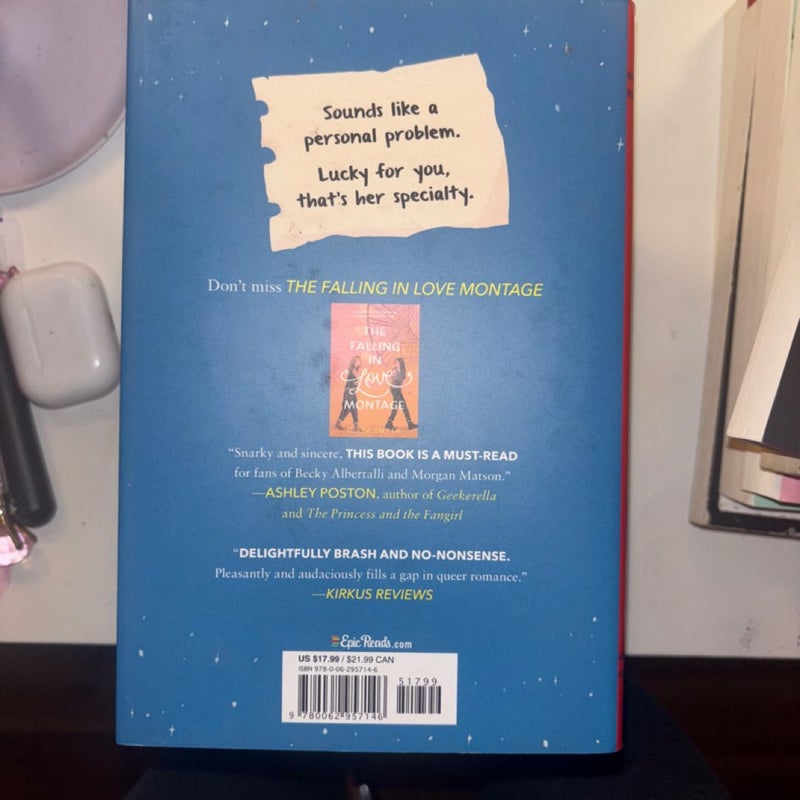 Sounds like a
personal problem.
Lucky for you,
that's her specialty.
Don't miss THE FALLING IN LOVE MONTAGE
THE
FALLING
IN
Love
MONTAGE
“Snarky and sincere, THIS BOOK IS A MUST-READ
for fans of Becky Albertalli and Morgan Matson.”
—ASHLEY POSTON, author of Geekerella
and The Princess and the Fangirl
“DELIGHTFULLY BRASH AND NO-NONSENSE.
Pleasantly and audaciously fills a gap in queer romance.”
—KIRKUS REVIEWS
Epic Reads.com
US $17.99 / $21.99 CAN
ISBN 978-0-06-295714-6
51799
9 780062 957146